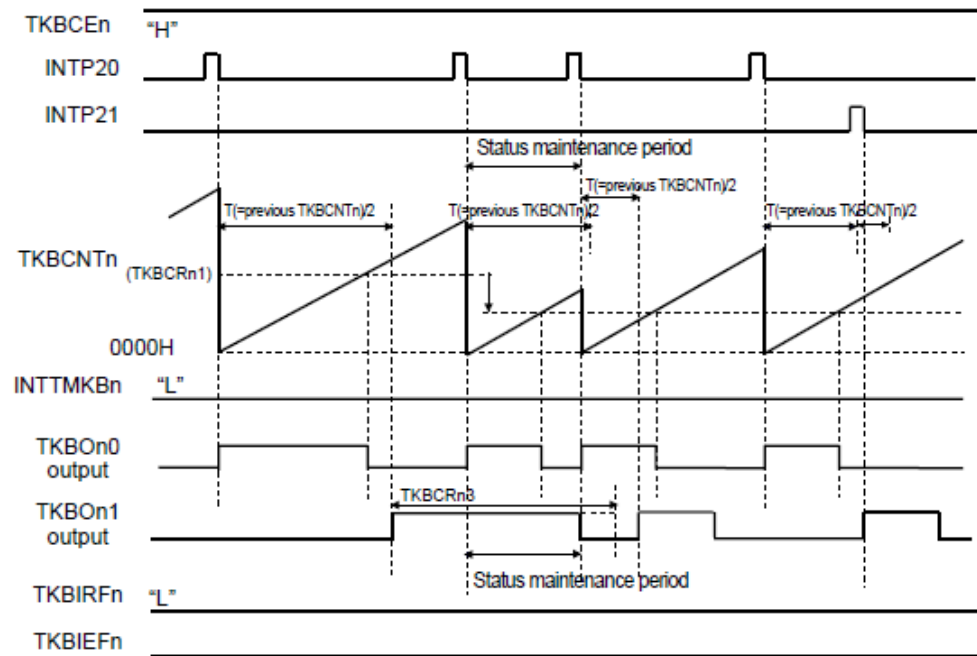 TKBCEn "H"
INTP20
INTP21
Status maintenance period
T(=previous TKBCNTn)/2
T(=previous TKBCNTn)/2
T(=previous TKBCNTn)/2
T(=previous TKBCNTn)/2
TKBCNTn
(TKBCRn1)
0000H
INTTMKBn "L"
TKBOn0
output
TKBCRn3
TKBOn1
output
Status maintenance period
TKBIRFn "L"
TKBIEFn